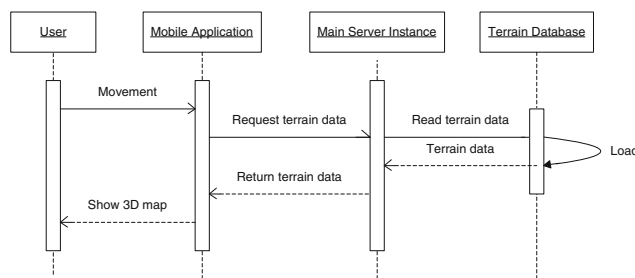 User
Mobile Application
Main Server Instance
Terrain Database
Movement
Request terrain data
Read terrain data
Load
Terrain data
Return terrain data
Show 3D map